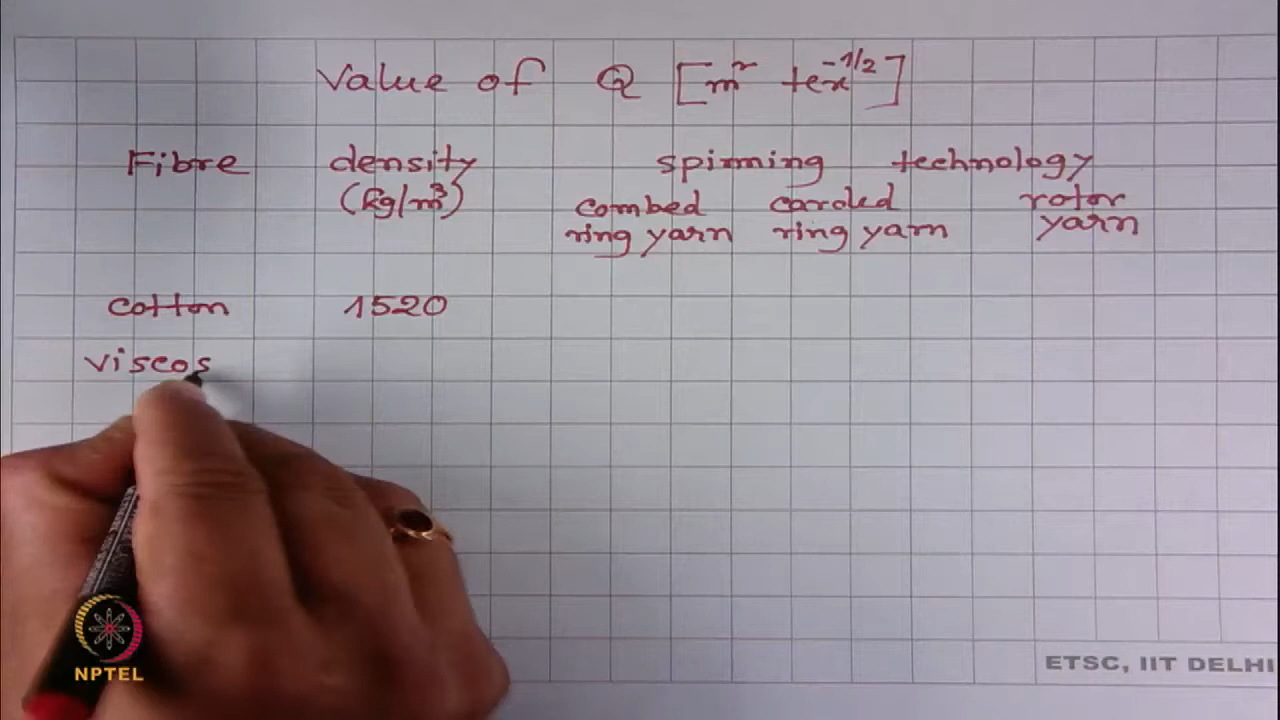 Value of Q [m² tex⁻¹/²]
Fibre density spinning technology
(kg/m³) combed carded rotor
ring yarn ring yarn yarn
cotton 1520
viscos
NPTEL
ETSC, IIT DELHI